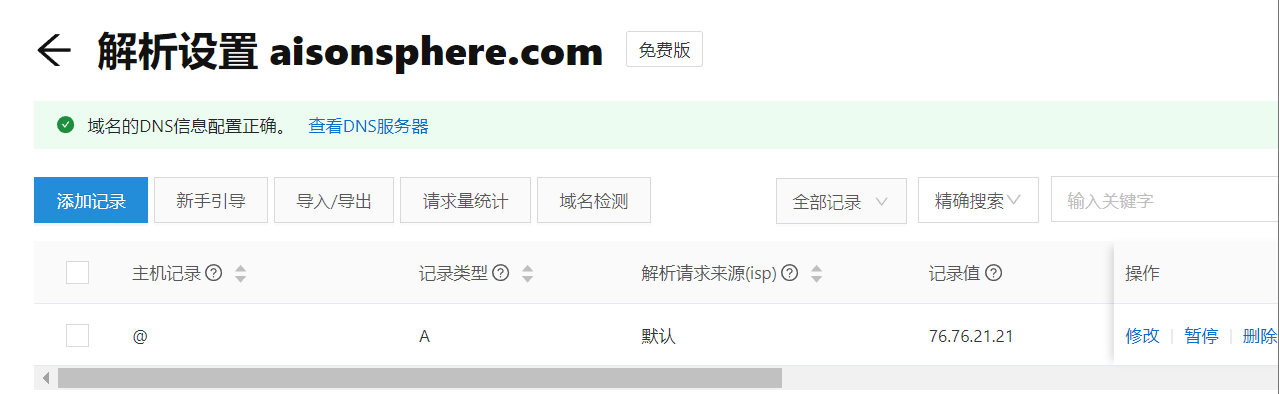 解析设置 aisonsphere.com 免费版
域名的DNS信息配置正确。 查看DNS服务器
添加记录 新手引导 导入/导出 请求量统计 域名检测 全部记录 精确搜索 输入关键字
主机记录 记录类型 解析请求来源(isp) 记录值 操作
@ A 默认 76.76.21.21 修改 暂停 删除